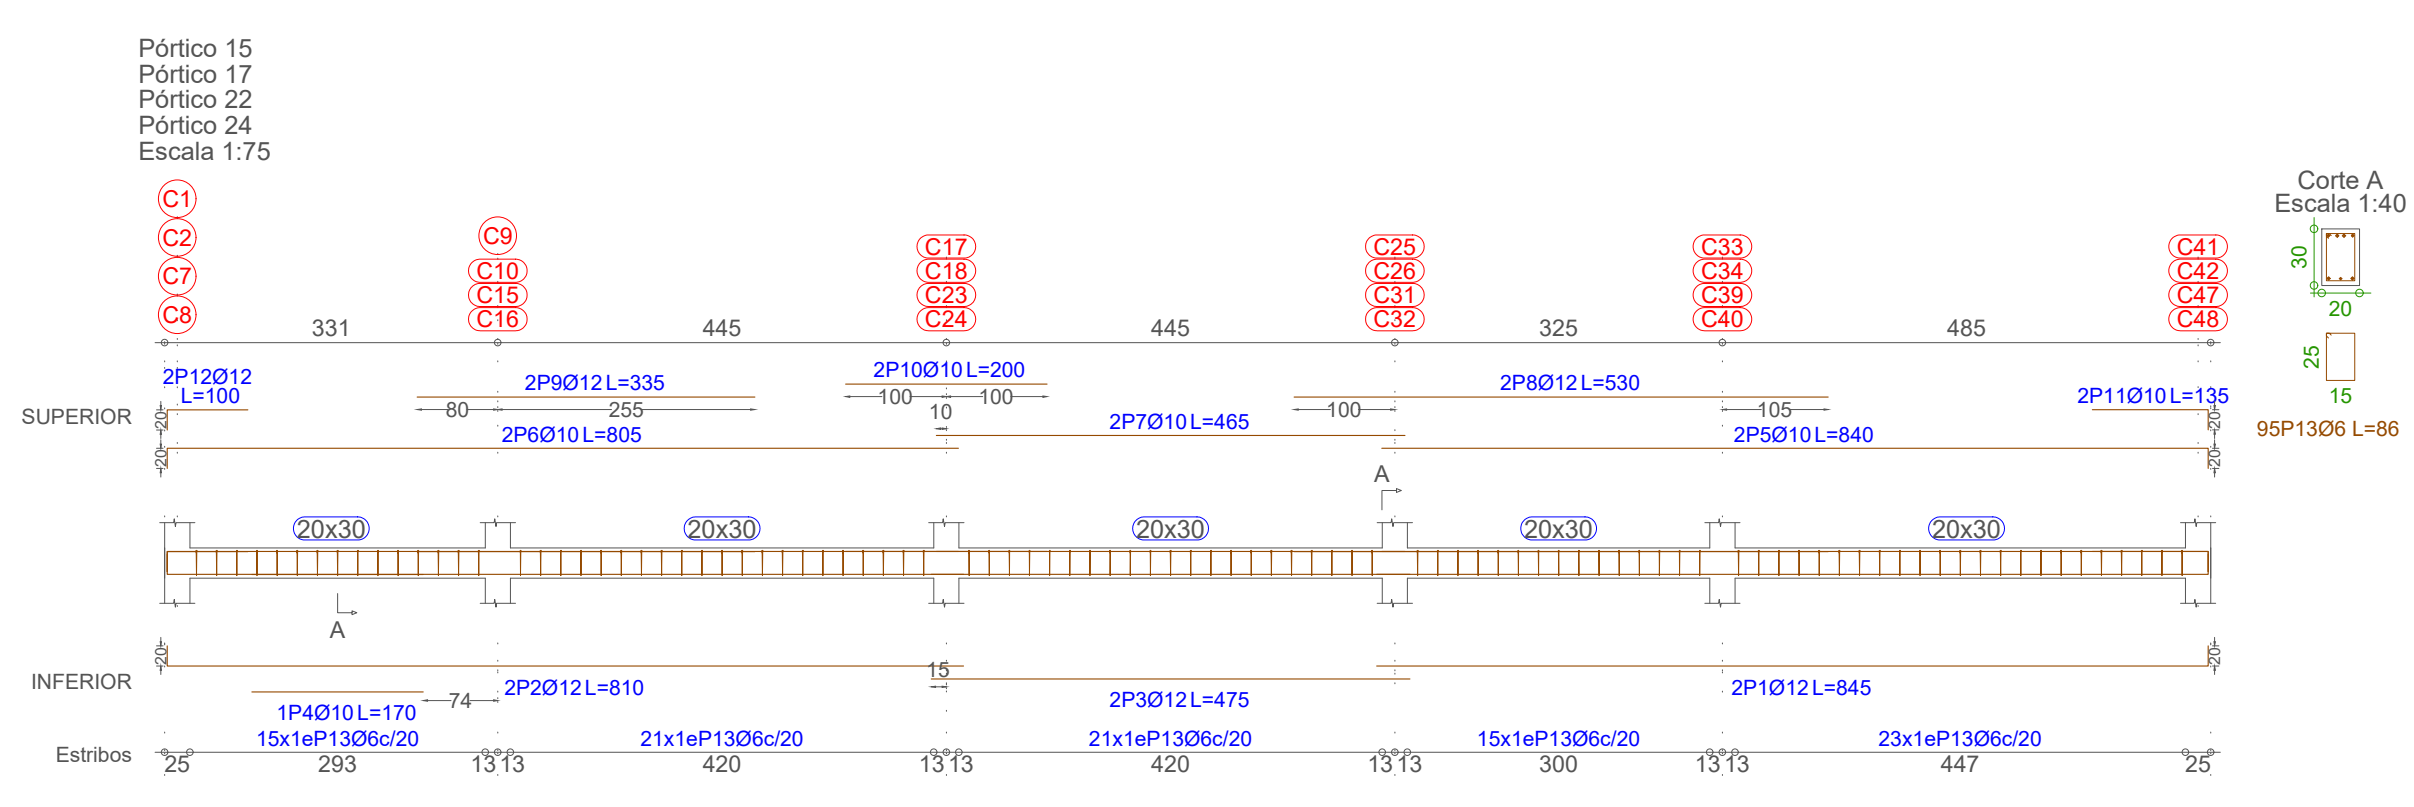 Pórtico 15
Pórtico 17
Pórtico 22
Pórtico 24
Escala 1:75
C1
C2
C7
C8
C9
C10
C15
C16
C17
C18
C23
C24
C25
C26
C31
C32
C33
C34
C39
C40
C41
C42
C47
C48
331 445 445 325 485
Corte A
Escala 1:40
30
20
25
15
95P13Ø6 L=86
SUPERIOR
2P12Ø12
L=100
20
2P9Ø12 L=335
80 255
2P10Ø10 L=200
100 100
2P8Ø12 L=530
100 105
2P11Ø10 L=135
20
2P6Ø10 L=805
20
10
2P7Ø10 L=465
2P5Ø10 L=840
20
A
20x30 20x30 20x30 20x30 20x30
A
INFERIOR
20
2P2Ø12 L=810
1P4Ø10 L=170
74
15
2P3Ø12 L=475
2P1Ø12 L=845
20
Estribos
15x1eP13Ø6c/20 21x1eP13Ø6c/20 21x1eP13Ø6c/20 15x1eP13Ø6c/20 23x1eP13Ø6c/20
25 293 13 13 420 13 13 420 13 13 300 13 13 447 25